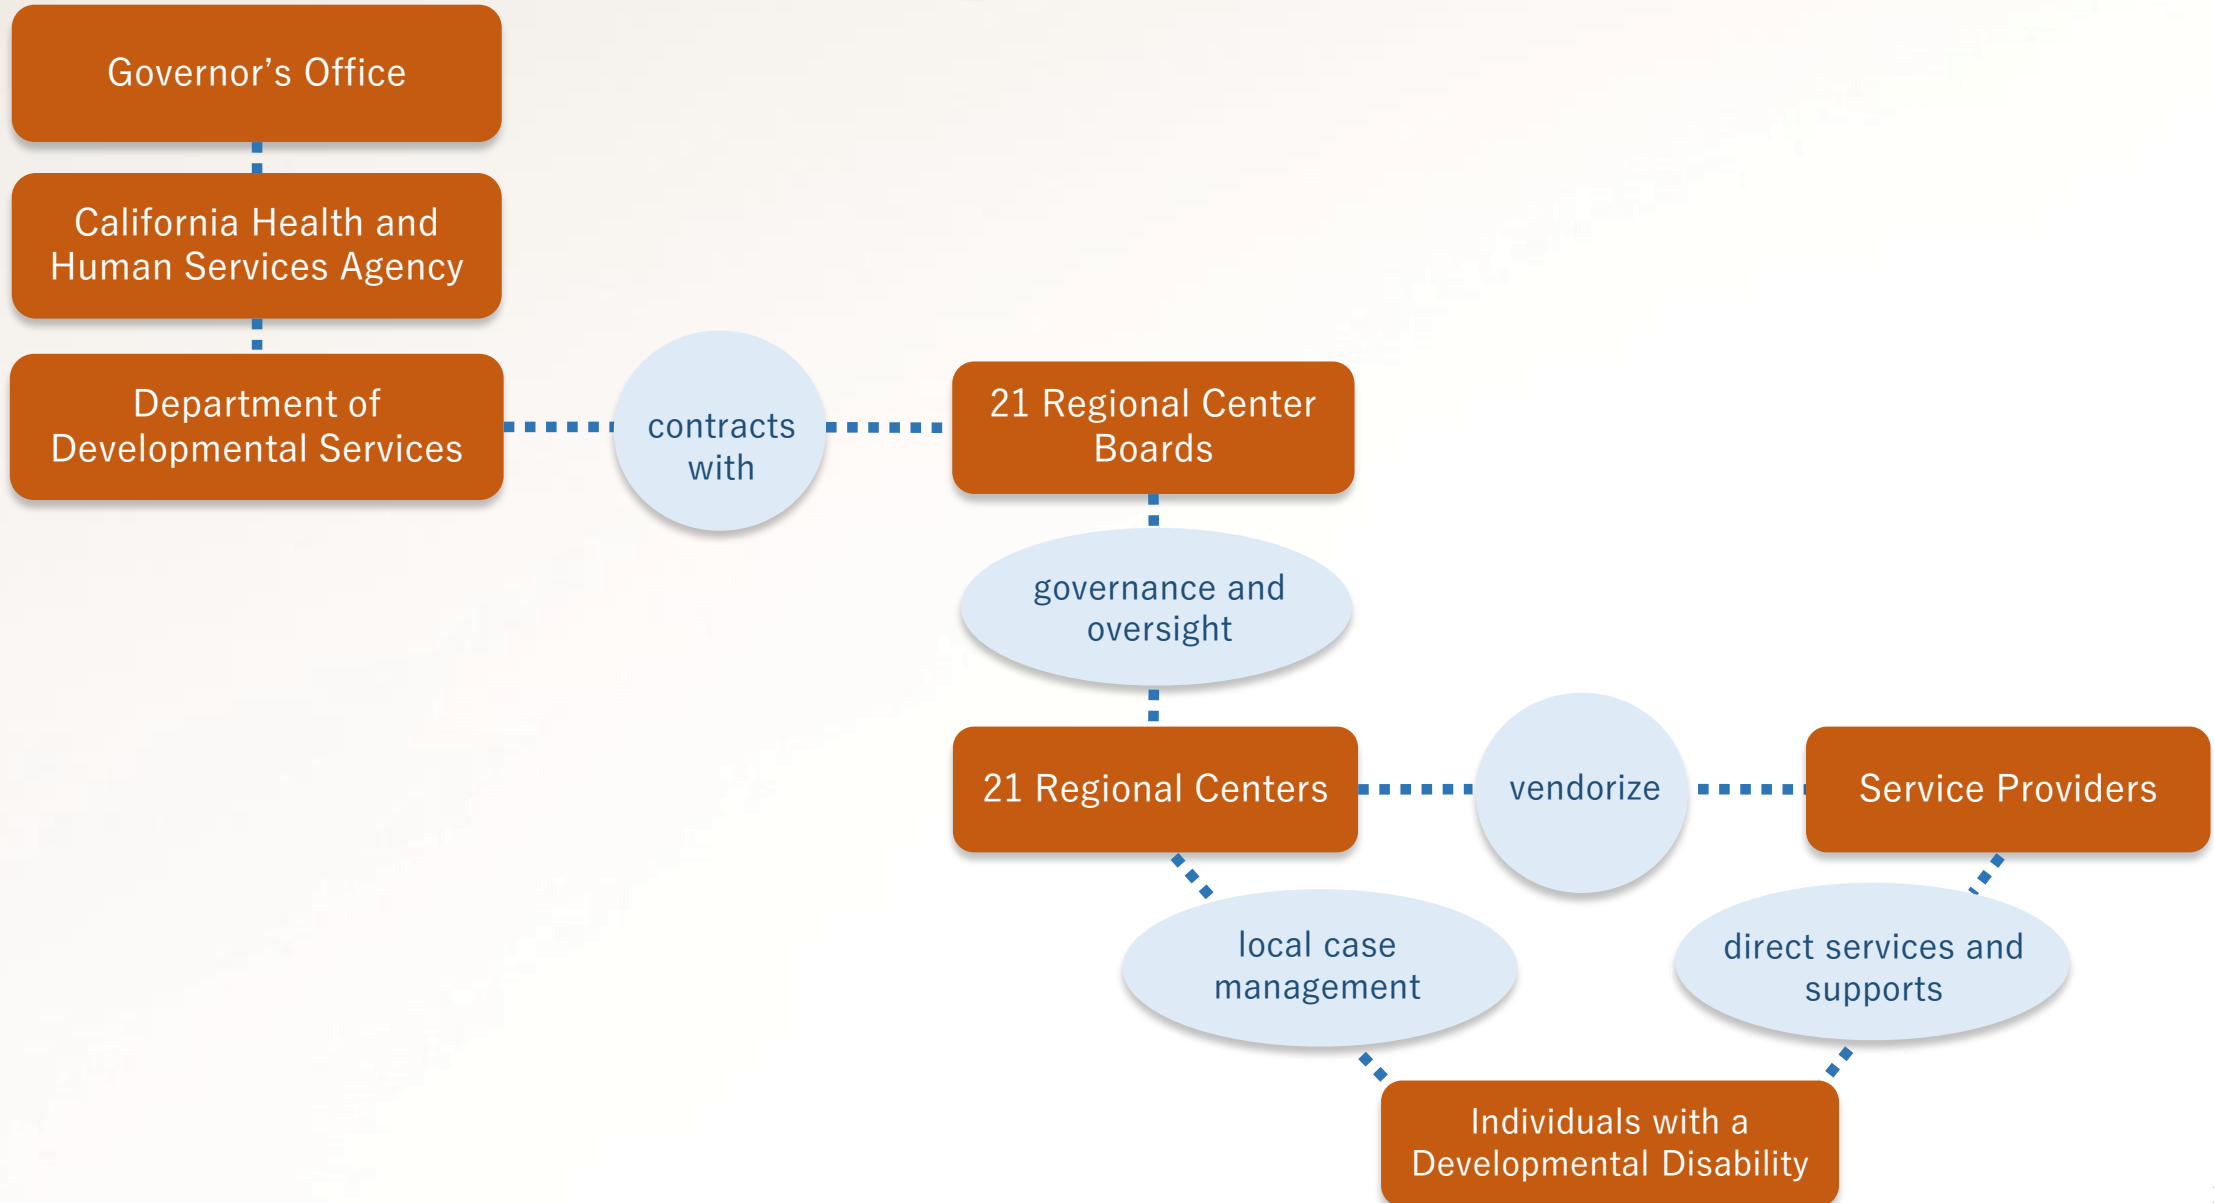 Governor’s Office
California Health and
Human Services Agency
Department of
Developmental Services
contracts
with
21 Regional Center
Boards
governance and
oversight
21 Regional Centers
vendorize
Service Providers
local case
management
direct services and
supports
Individuals with a
Developmental Disability